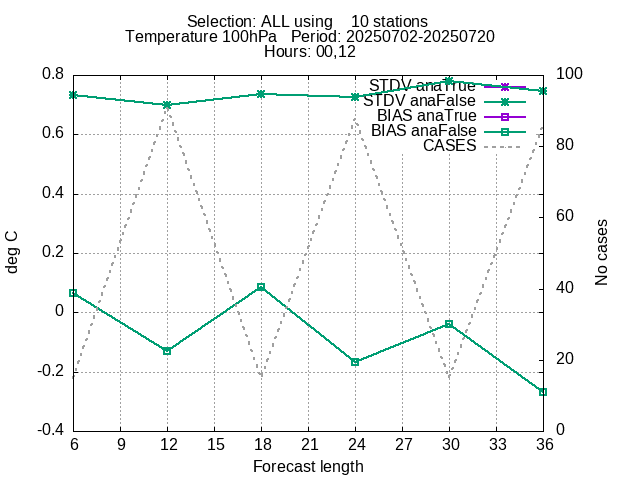 Selection: ALL using    10 stations
Temperature 100hPa   Period: 20250702-20250720
Hours: 00,12
0.8
0.6
0.4
0.2
0
-0.2
-0.4
deg C
STDV anaTrue
STDV anaFalse
BIAS anaTrue
BIAS anaFalse
CASES
100
80
60
40
20
0
No cases
6 9 12 15 18 21 24 27 30 33 36
Forecast length